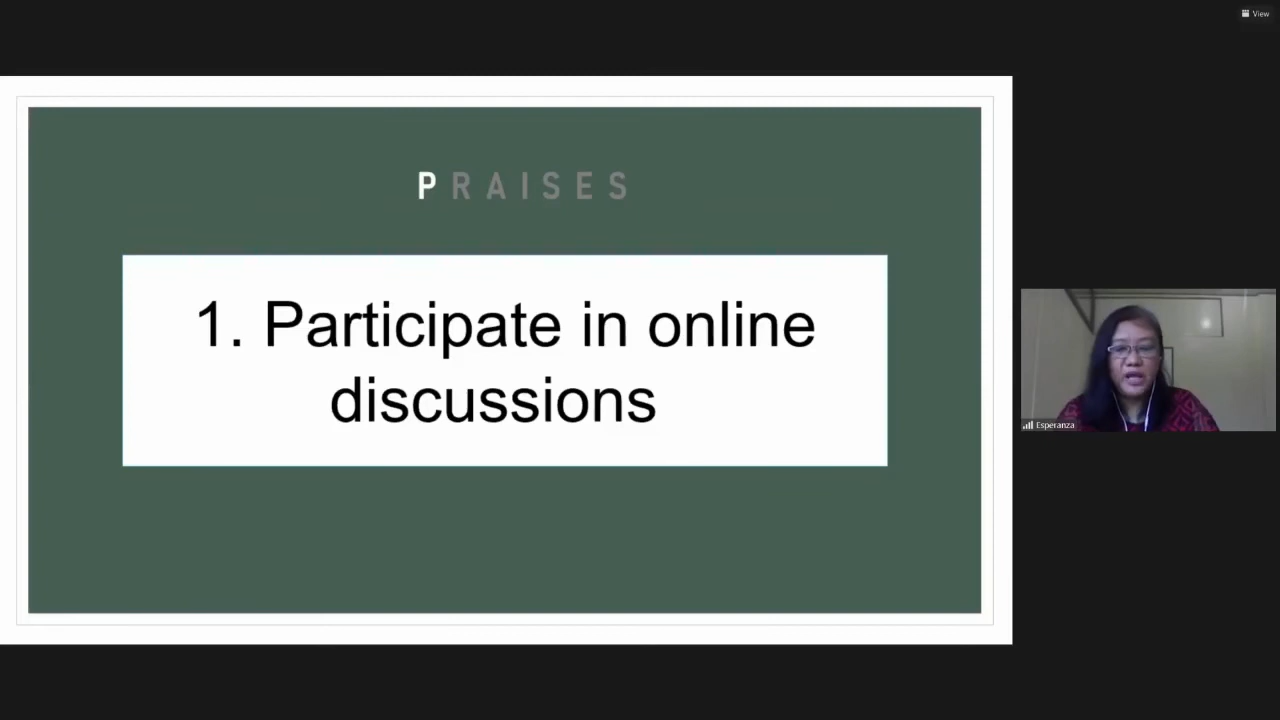 View
PRAISES
1. Participate in online
discussions
Esperanza